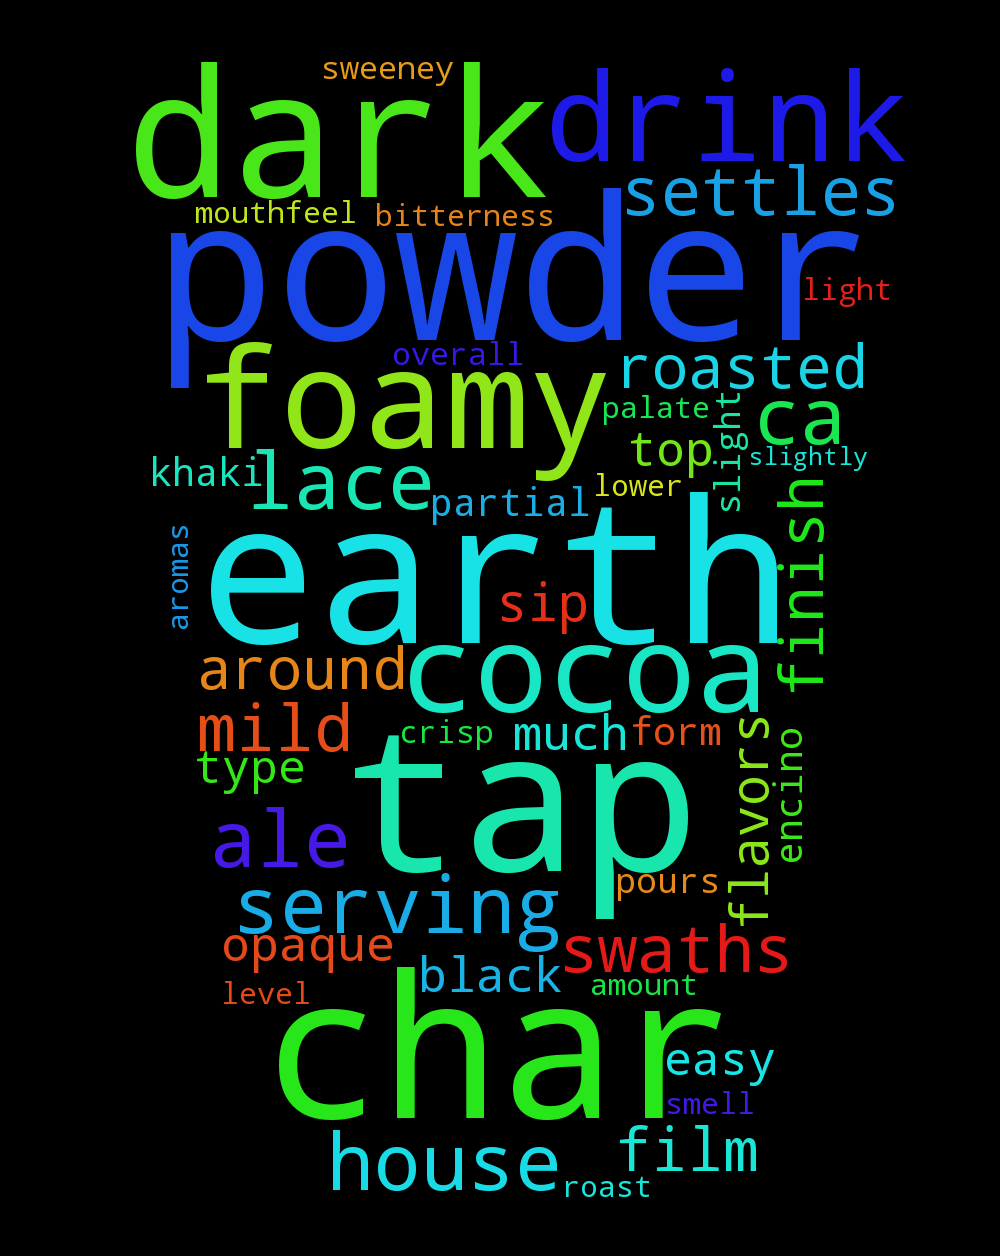 sweeney
dark
drink
settles
mouthfeel
bitterness
powder
light
overall
foamy
roasted
palate
slight
ca
top
slightly
khaki
lace
lower
partial
finish
aromas
earth
sip
around
cocoa
mild
crisp
much
form
type
tap
flavors
encino
ale
serving
pours
opaque
swaths
black
level
amount
char
easy
smell
house
film
roast